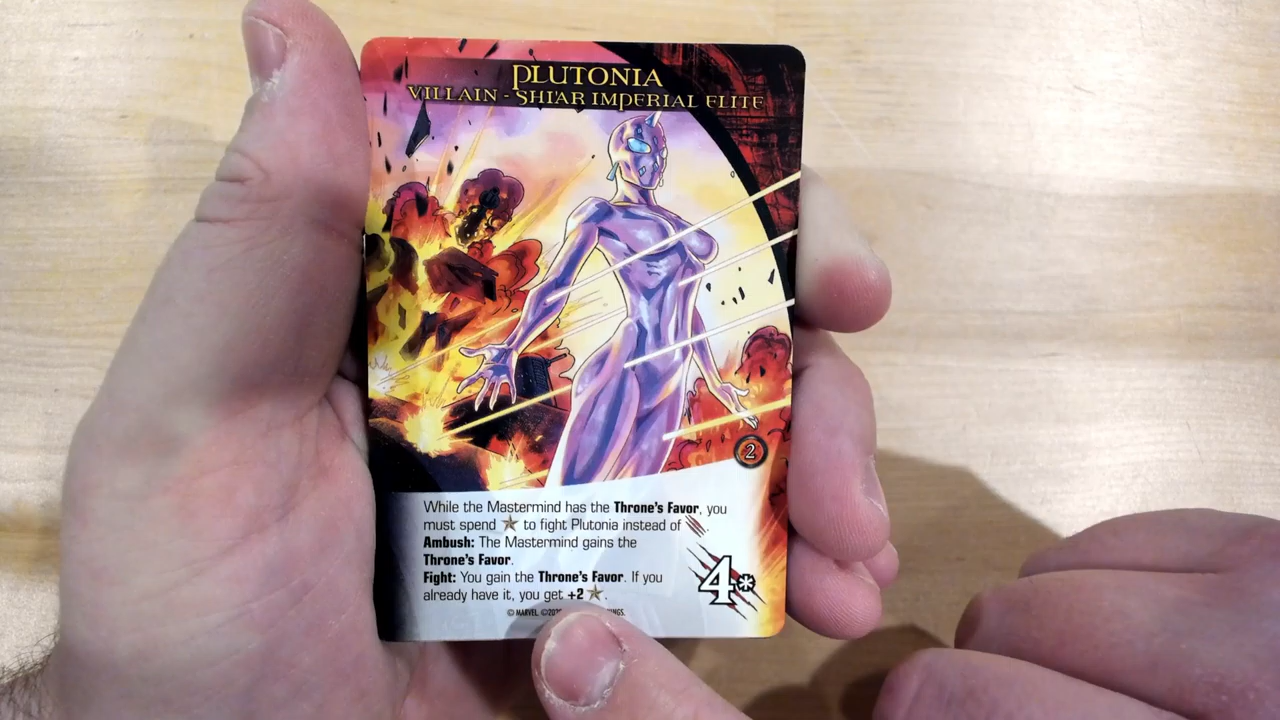 PLUTONIA
VILLAIN - SHI'AR IMPERIAL ELITE
2
While the Mastermind has the Throne's Favor, you
must spend to fight Plutonia instead of .
Ambush: The Mastermind gains the
Throne's Favor.
Fight: You gain the Throne's Favor. If you
already have it, you get +2 .
4*
© MARVEL. ©